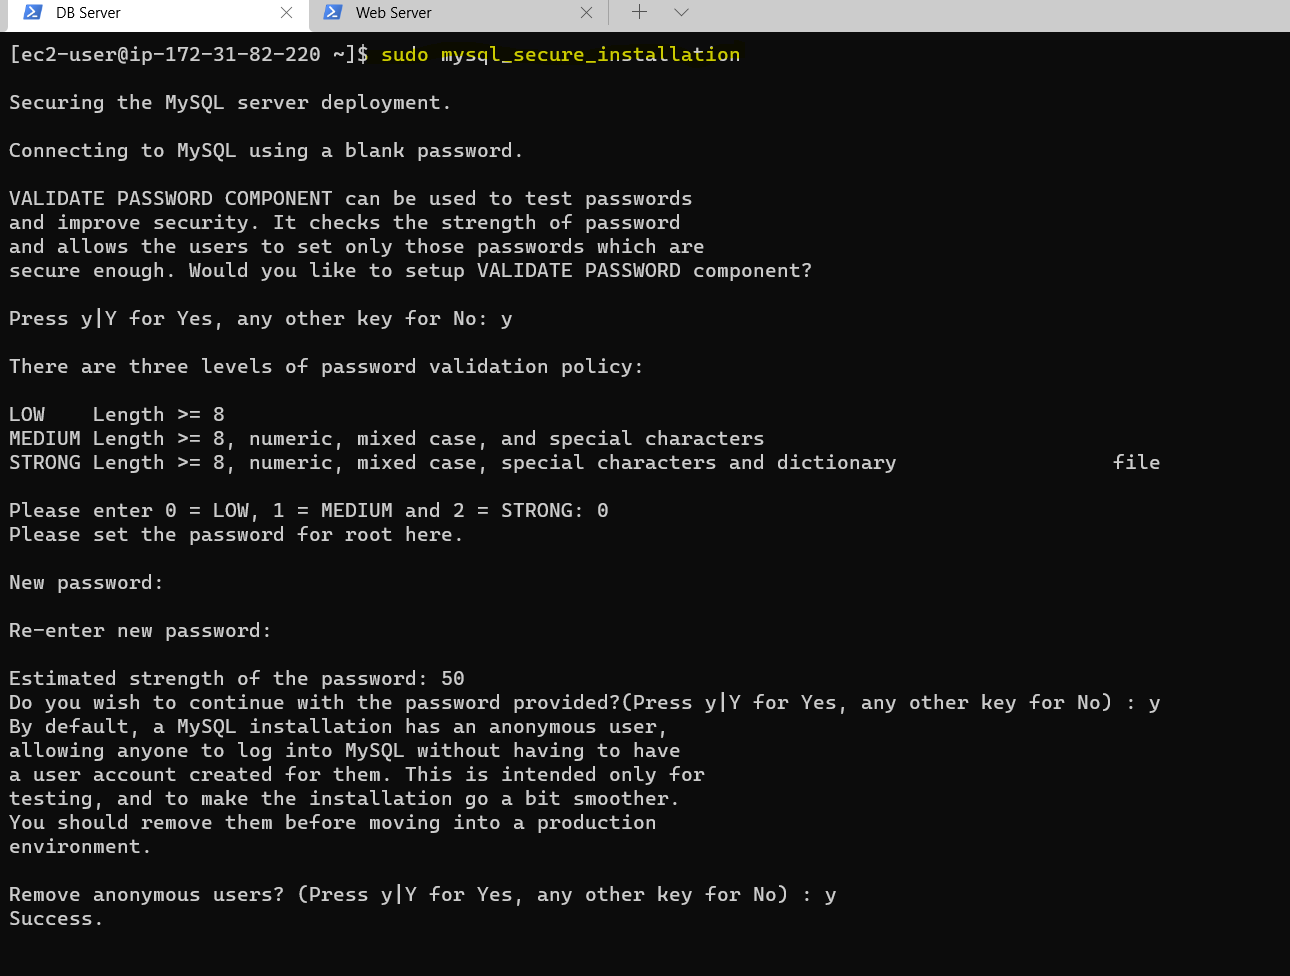 DB Server
Web Server
[ec2-user@ip-172-31-82-220 ~]$ sudo mysql_secure_installation
Securing the MySQL server deployment.
Connecting to MySQL using a blank password.
VALIDATE PASSWORD COMPONENT can be used to test passwords
and improve security. It checks the strength of password
and allows the users to set only those passwords which are
secure enough. Would you like to setup VALIDATE PASSWORD component?
Press y|Y for Yes, any other key for No: y
There are three levels of password validation policy:
LOW    Length >= 8
MEDIUM Length >= 8, numeric, mixed case, and special characters
STRONG Length >= 8, numeric, mixed case, special characters and dictionary                  file
Please enter 0 = LOW, 1 = MEDIUM and 2 = STRONG: 0
Please set the password for root here.
New password:
Re-enter new password:
Estimated strength of the password: 50
Do you wish to continue with the password provided?(Press y|Y for Yes, any other key for No) : y
By default, a MySQL installation has an anonymous user,
allowing anyone to log into MySQL without having to have
a user account created for them. This is intended only for
testing, and to make the installation go a bit smoother.
You should remove them before moving into a production
environment.
Remove anonymous users? (Press y|Y for Yes, any other key for No) : y
Success.